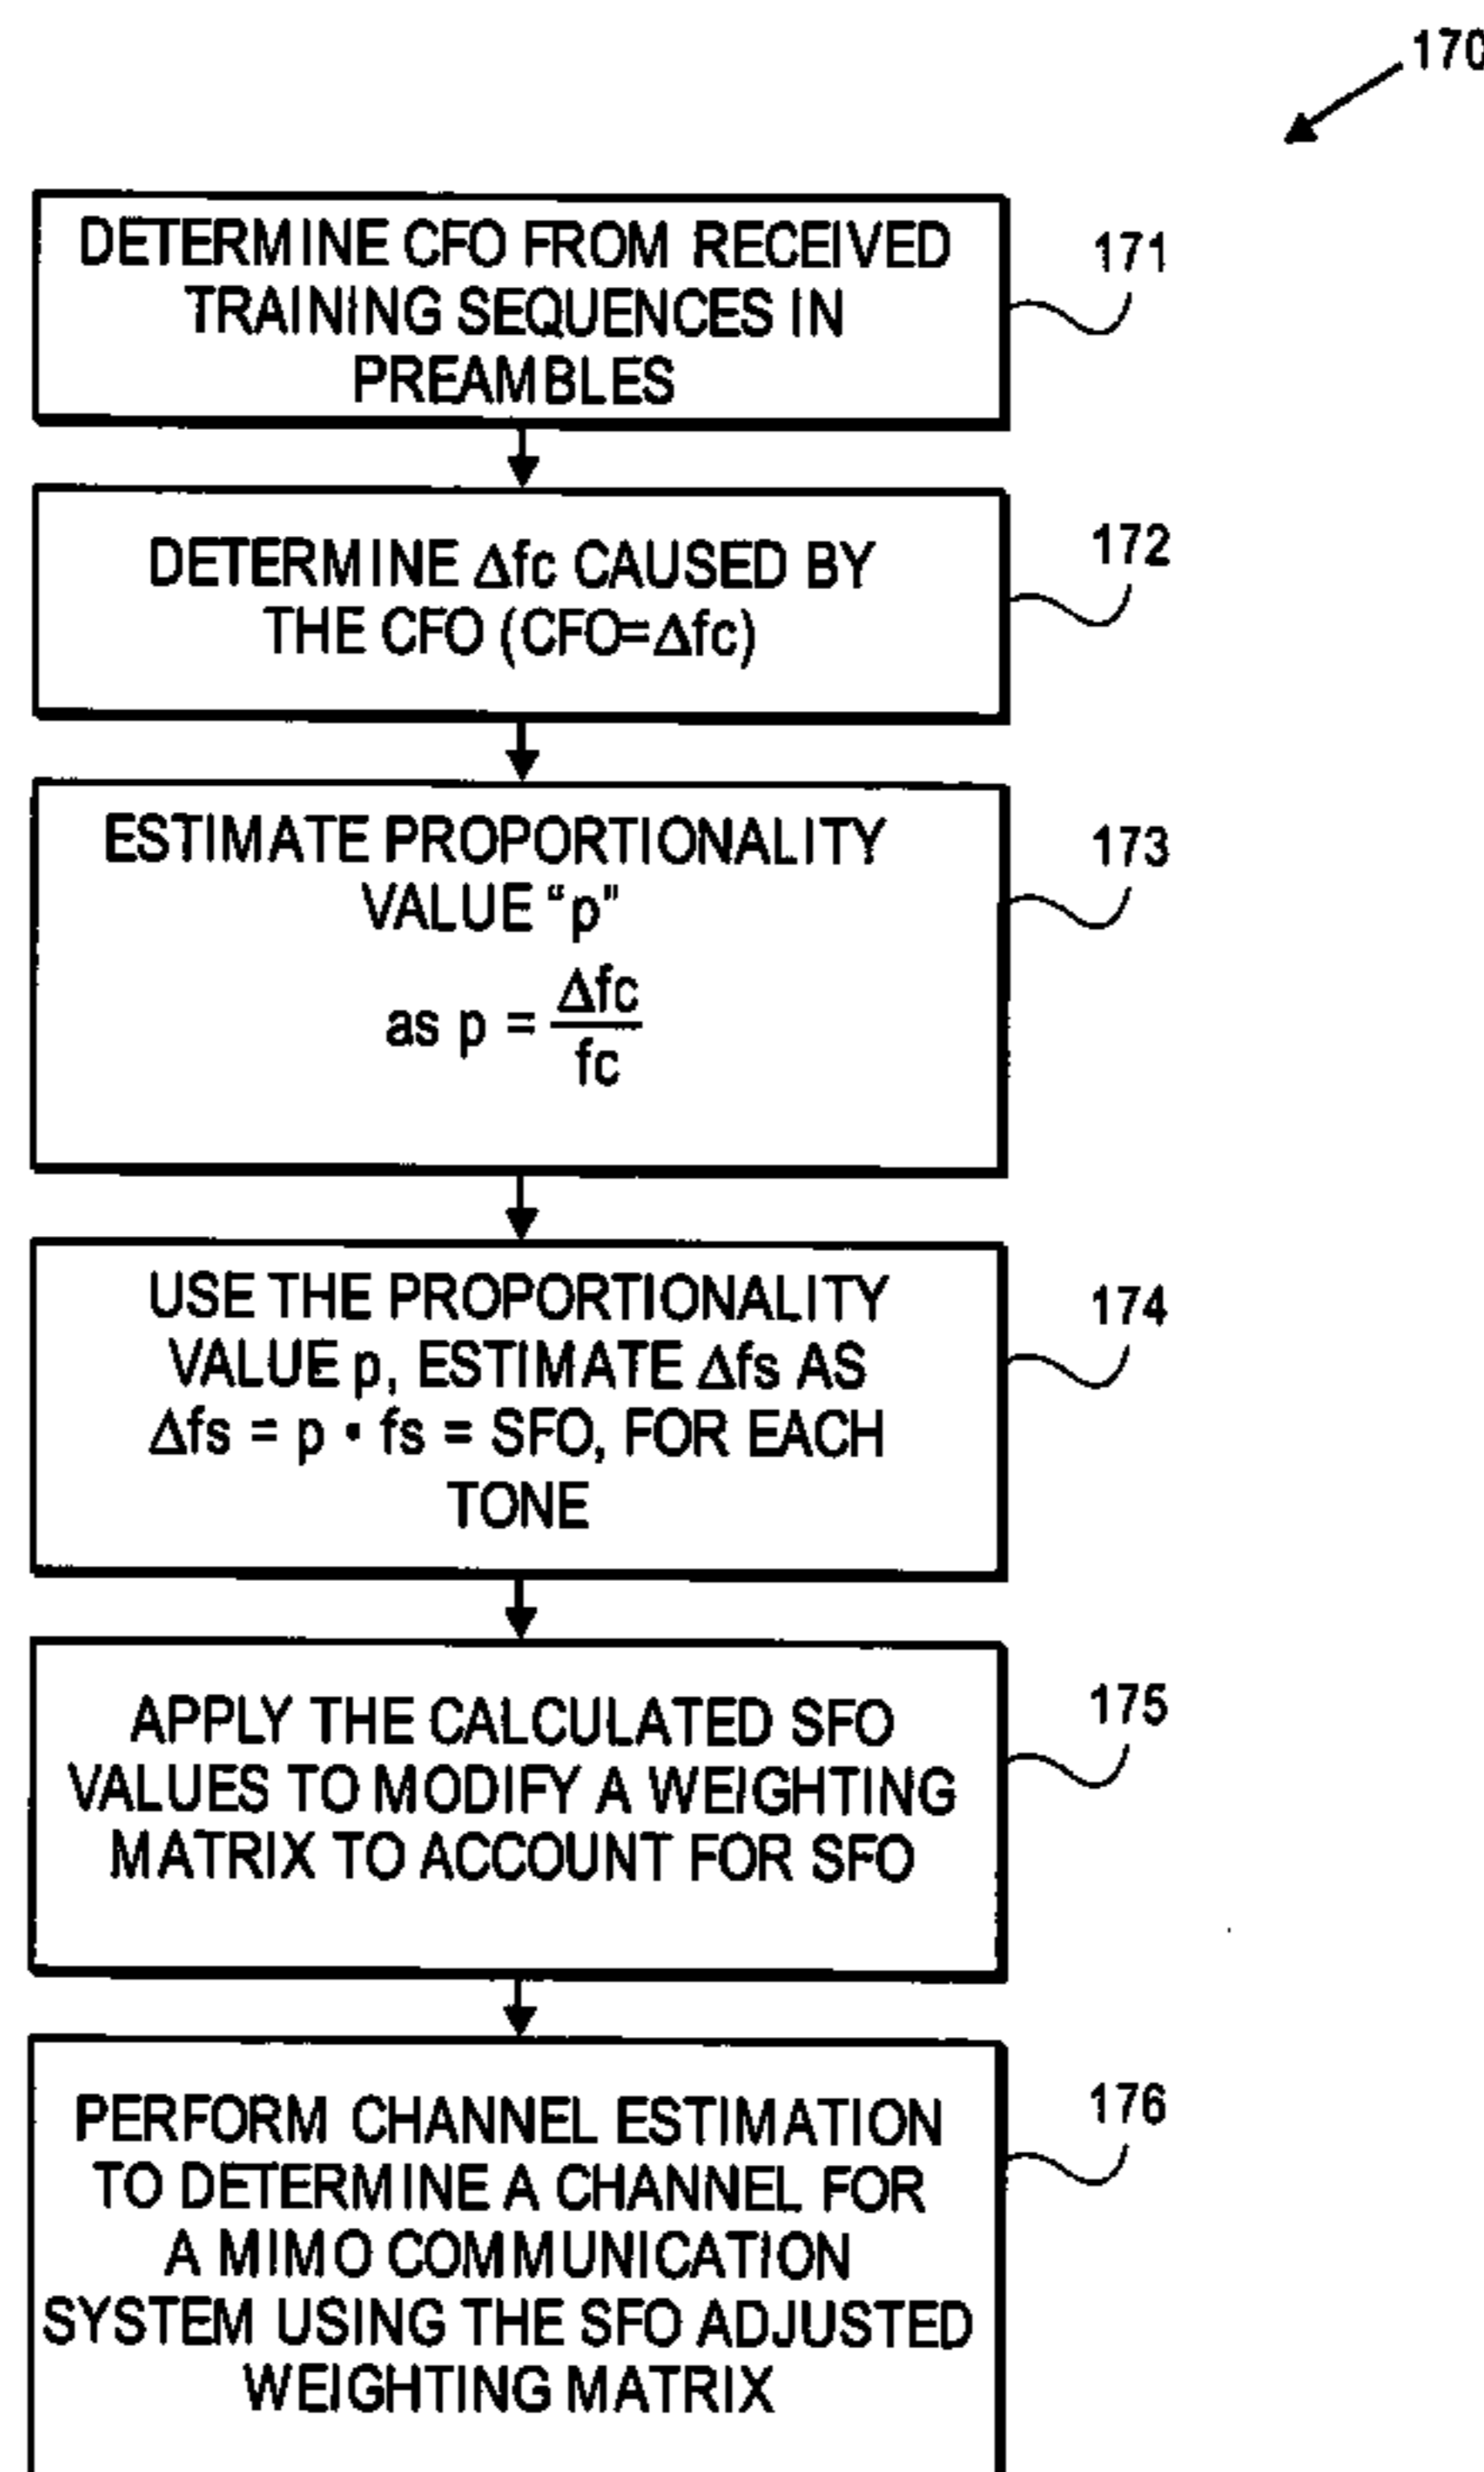 170
DETERMINE CFO FROM RECEIVED
TRAINING SEQUENCES IN
PREAMBLES
171
DETERMINE Δfc CAUSED BY
THE CFO (CFO=Δfc)
172
ESTIMATE PROPORTIONALITY
VALUE “p”
as p = Δfc / fc
173
USE THE PROPORTIONALITY
VALUE p, ESTIMATE Δfs AS
Δfs = p • fs = SFO, FOR EACH
TONE
174
APPLY THE CALCULATED SFO
VALUES TO MODIFY A WEIGHTING
MATRIX TO ACCOUNT FOR SFO
175
PERFORM CHANNEL ESTIMATION
TO DETERMINE A CHANNEL FOR
A MIMO COMMUNICATION
SYSTEM USING THE SFO ADJUSTED
WEIGHTING MATRIX
176